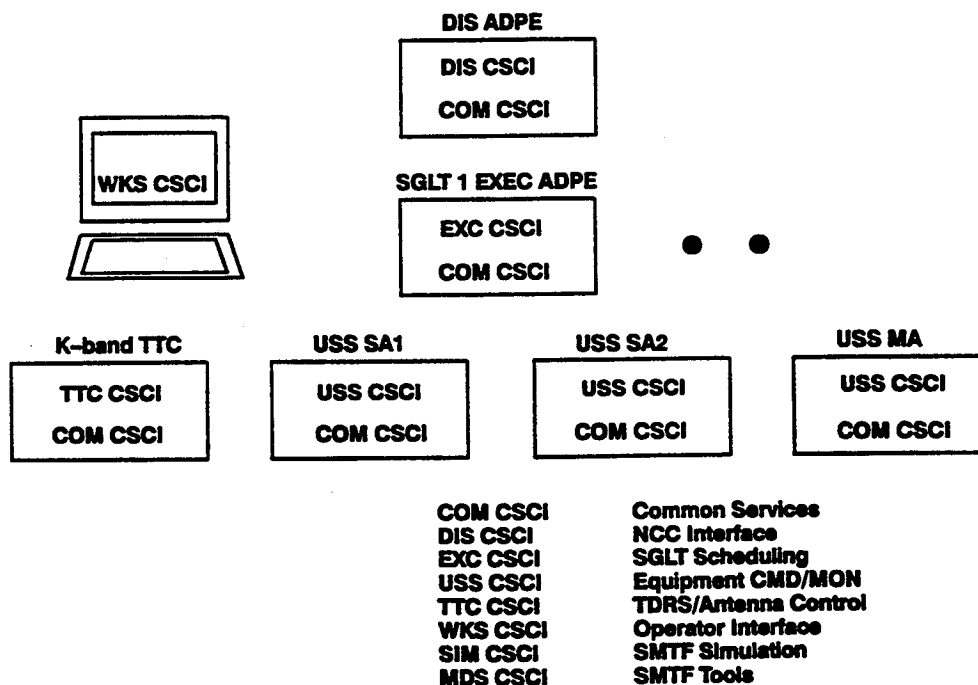 DIS ADPE
DIS CSCI
COM CSCI
WKS CSCI
SGLT 1 EXEC ADPE
EXC CSCI
COM CSCI
K-band TTC
TTC CSCI
COM CSCI
USS SA1
USS CSCI
COM CSCI
USS SA2
USS CSCI
COM CSCI
USS MA
USS CSCI
COM CSCI
COM CSCI Common Services
DIS CSCI NCC Interface
EXC CSCI SGLT Scheduling
USS CSCI Equipment CMD/MON
TTC CSCI TDRS/Antenna Control
WKS CSCI Operator Interface
SIM CSCI SMTF Simulation
MDS CSCI SMTF Tools